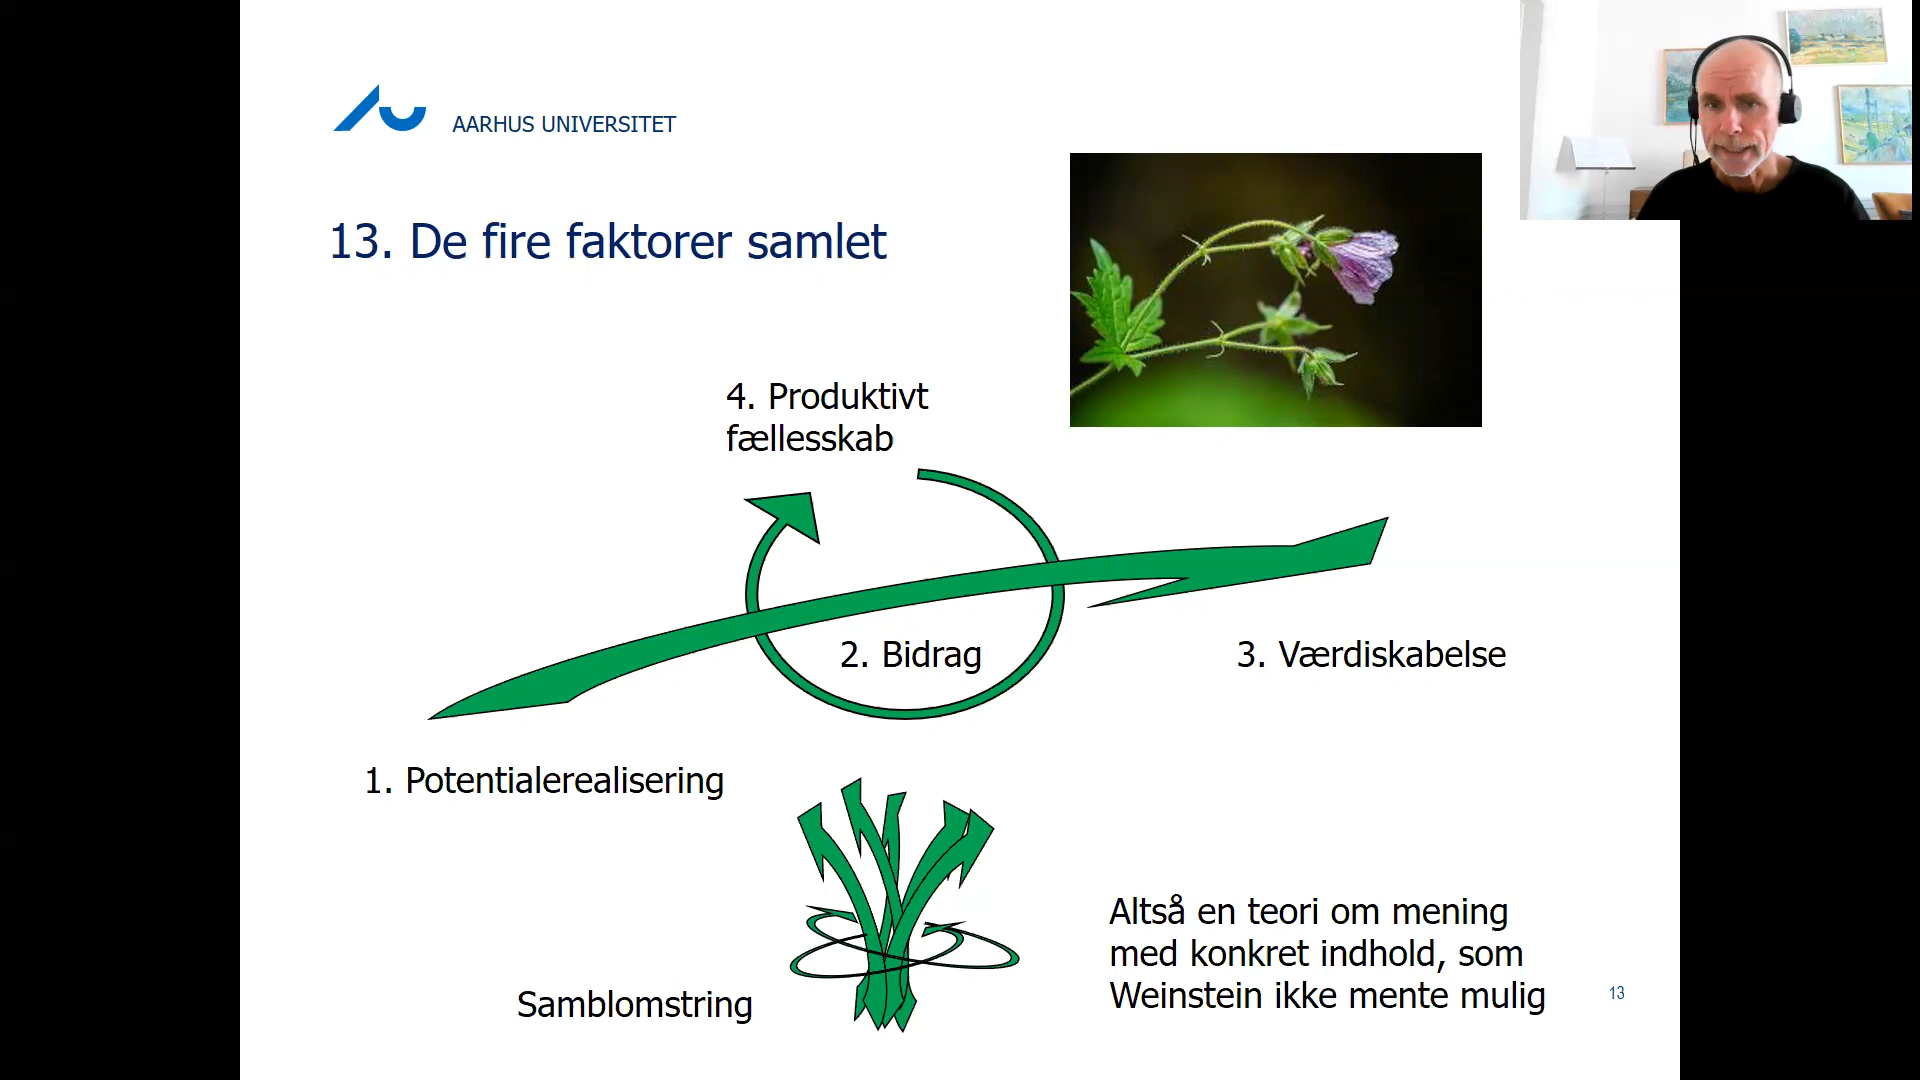 AARHUS UNIVERSITET
13. De fire faktorer samlet
4. Produktivt
fællesskab
2. Bidrag
3. Værdiskabelse
1. Potentialerealisering
Samblomstring
Altså en teori om mening
med konkret indhold, som
Weinstein ikke mente mulig
13